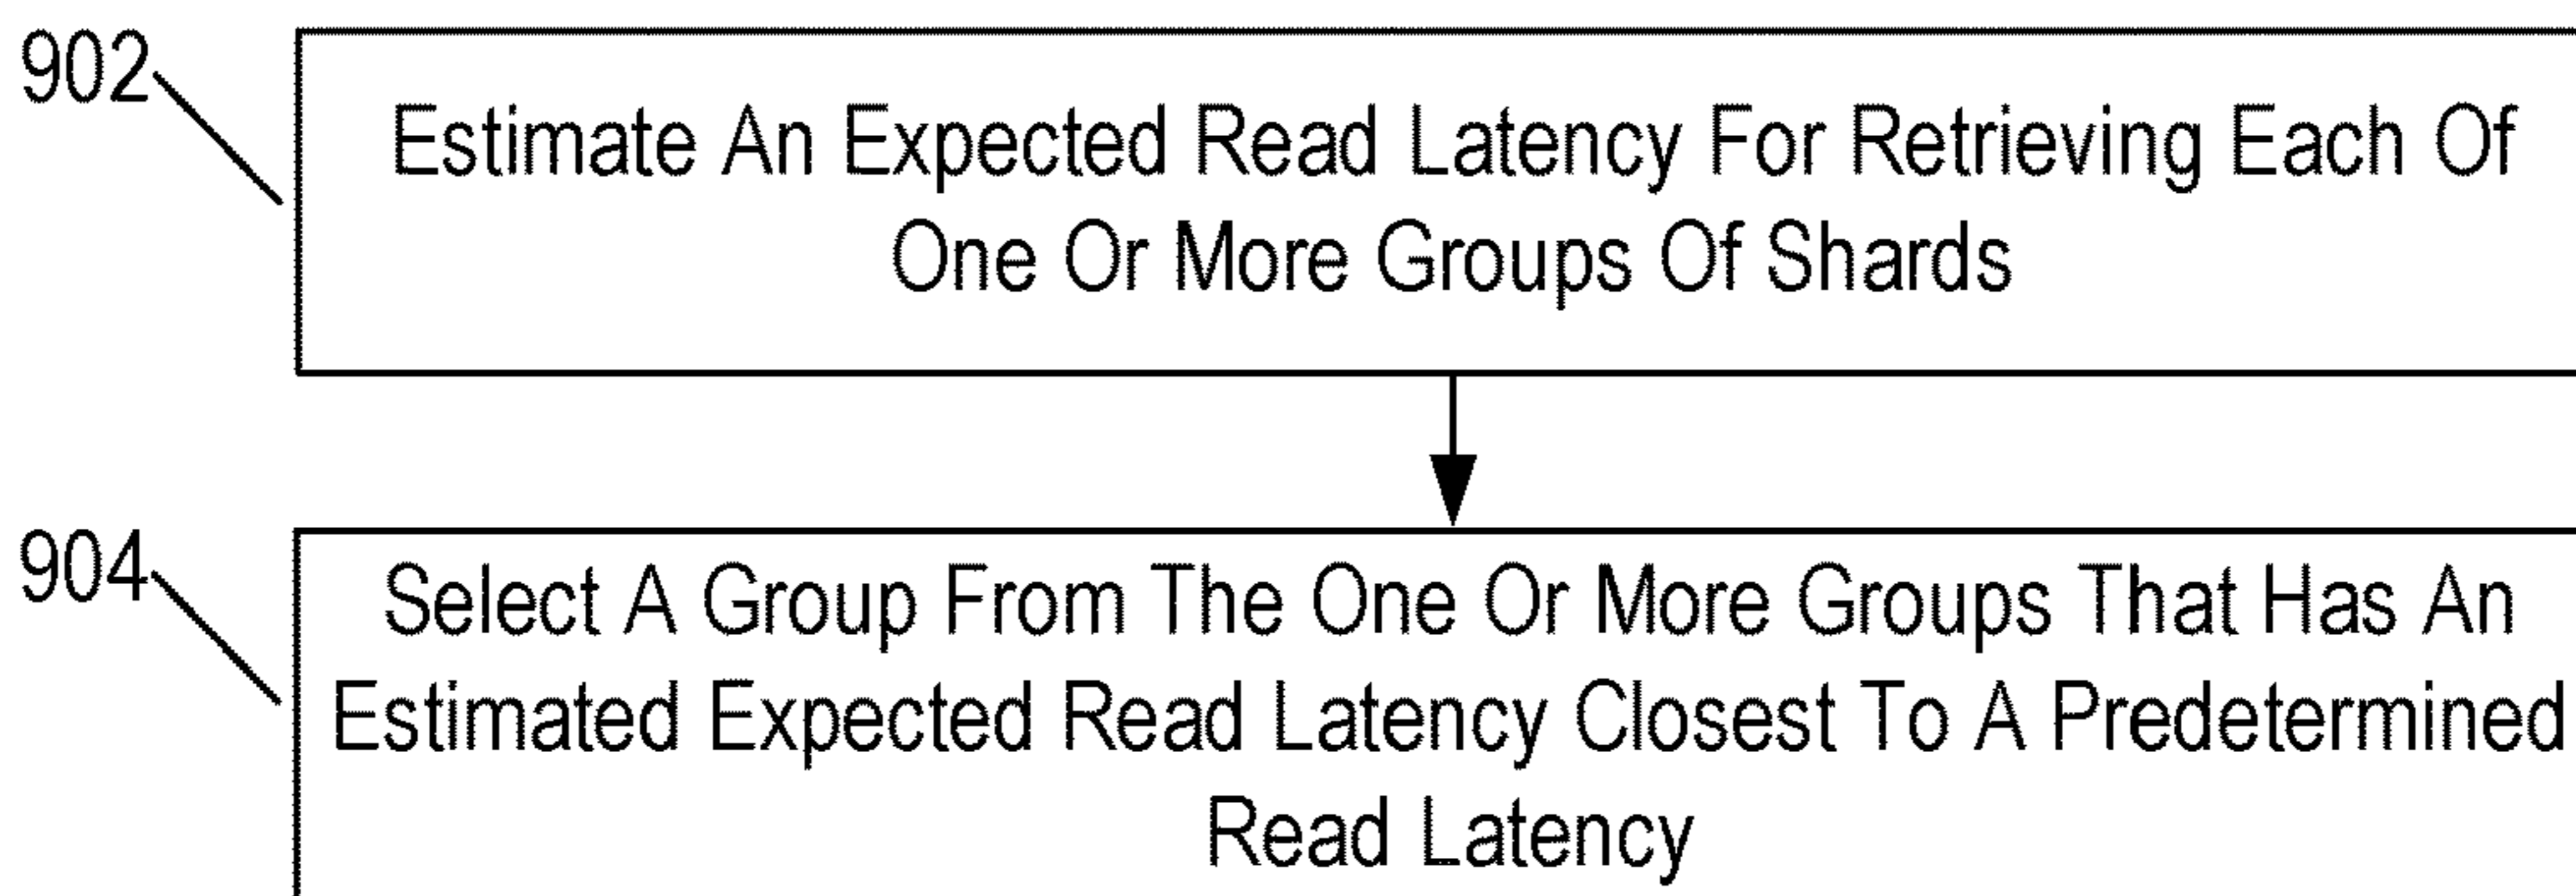 902
Estimate An Expected Read Latency For Retrieving Each Of
One Or More Groups Of Shards
904
Select A Group From The One Or More Groups That Has An
Estimated Expected Read Latency Closest To A Predetermined
Read Latency